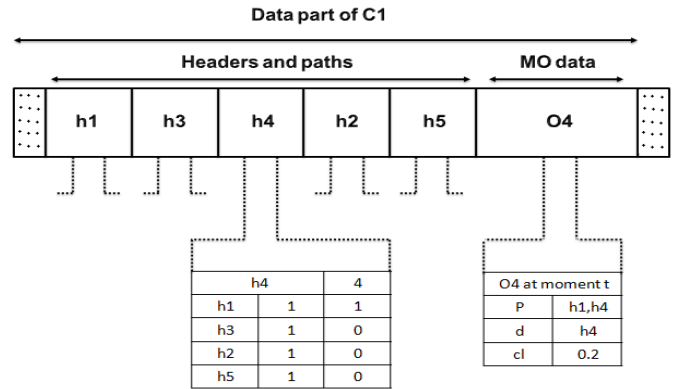 Data part of C1
Headers and paths MO data
h1 h3 h4 h2 h5 O4
h4 4
h1 1 1
h3 1 0
h2 1 0
h5 1 0
O4 at moment t
P h1,h4
d h4
cl 0.2